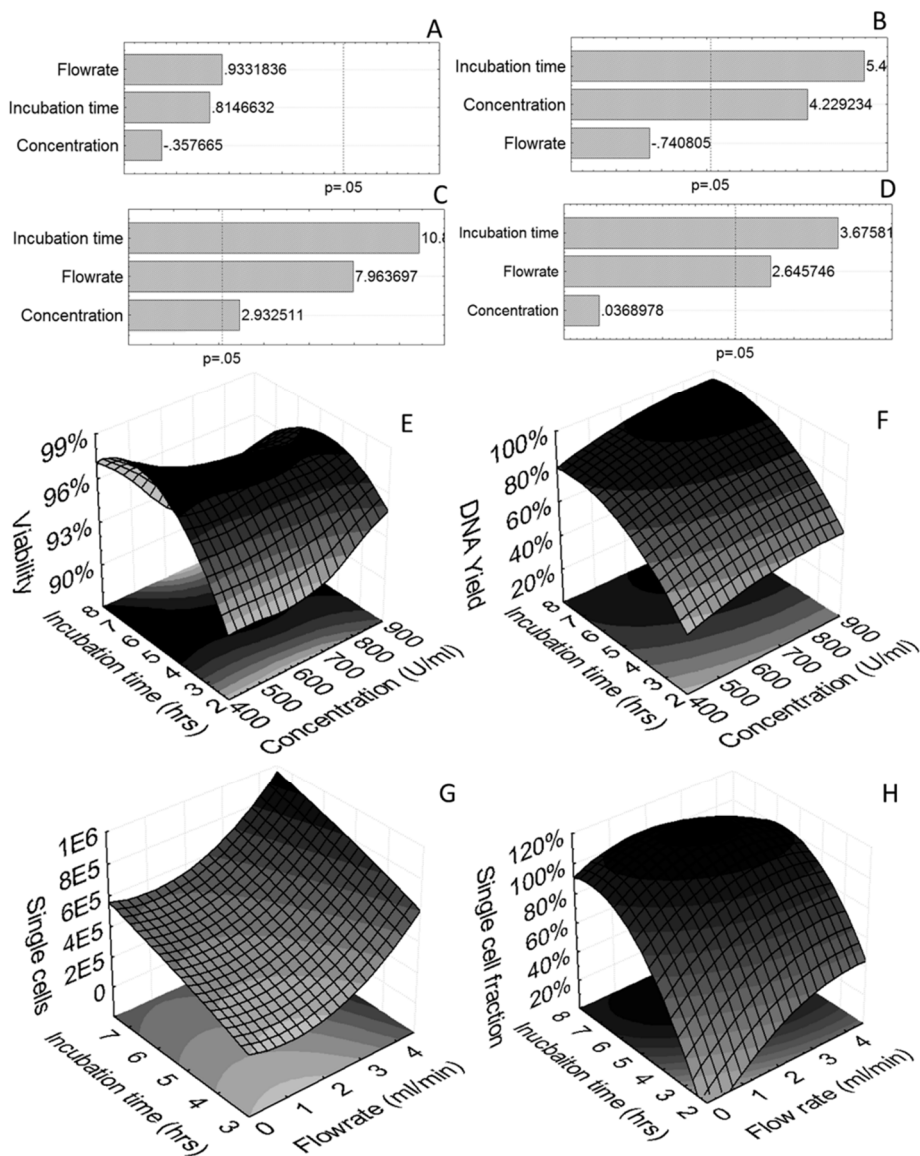 A
Flowrate .9331836
Incubation time .8146632
Concentration -.357665
p=.05
B
Incubation time 5.4
Concentration 4.229234
Flowrate -.740805
p=.05
C
Incubation time 10.8
Flowrate 7.963697
Concentration 2.932511
p=.05
D
Incubation time 3.67581
Flowrate 2.645746
Concentration .0368978
p=.05
E
99%
96%
93%
90%
Viability
8 7 6 5 4 3 2
Incubation time (hrs)
400 500 600 700 800 900
Concentration (U/ml)
F
100%
80%
60%
40%
20%
DNA Yield
8 7 6 5 4 3 2
Incubation time (hrs)
400 500 600 700 800 900
Concentration (U/ml)
G
1E6
8E5
6E5
4E5
2E5
0
Single cells
7 6 5 4 3
Incubation time (hrs)
0 1 2 3 4
Flowrate (ml/min)
H
120%
100%
80%
60%
40%
20%
Single cell fraction
8 7 6 5 4 3 2
Inucbaiton time (hrs)
0 1 2 3 4
Flow rate (ml/min)